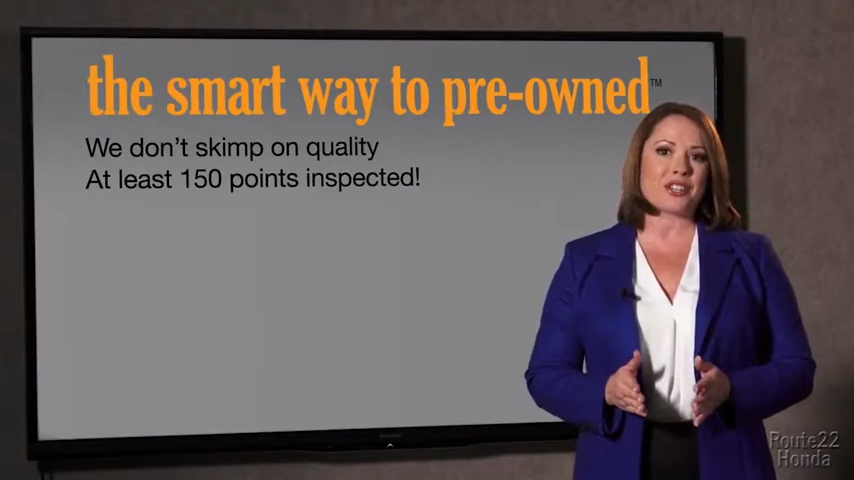 the smart way to pre-owned™
We don't skimp on quality
At least 150 points inspected!
Route22
Honda